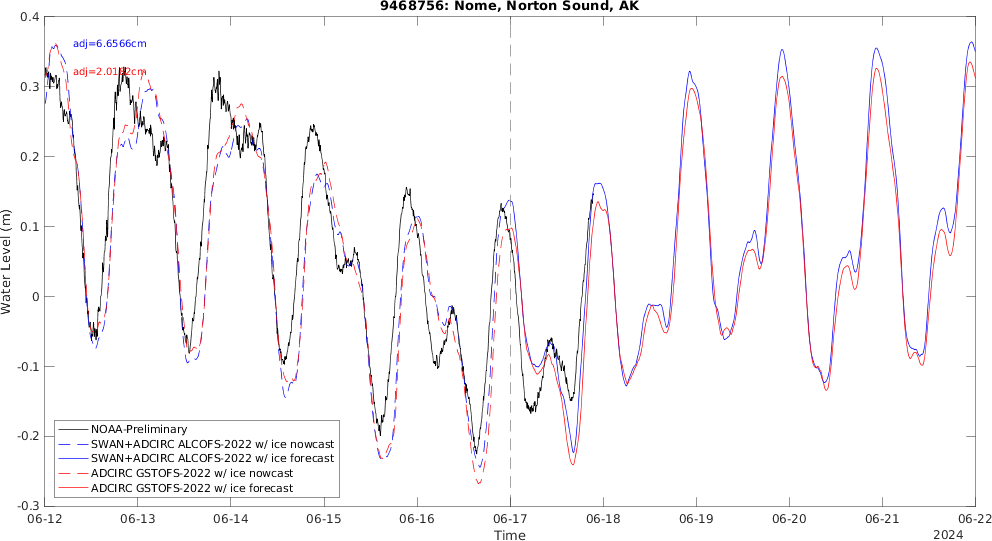 9468756: Nome, Norton Sound, AK
adj=6.6566cm
cm
Water Level (m)
0.4
0.3
0.2
0.1
0
-0.1
-0.2
-0.3
NOAA-Preliminary
SWAN+ADCIRC ALCOFS-2022 w/ ice nowcast
SWAN+ADCIRC ALCOFS-2022 w/ ice forecast
ADCIRC GSTOFS-2022 w/ ice nowcast
ADCIRC GSTOFS-2022 w/ ice forecast
06-12 06-13 06-14 06-15 06-16 06-17 06-18 06-19 06-20 06-21 06-22
Time
2024